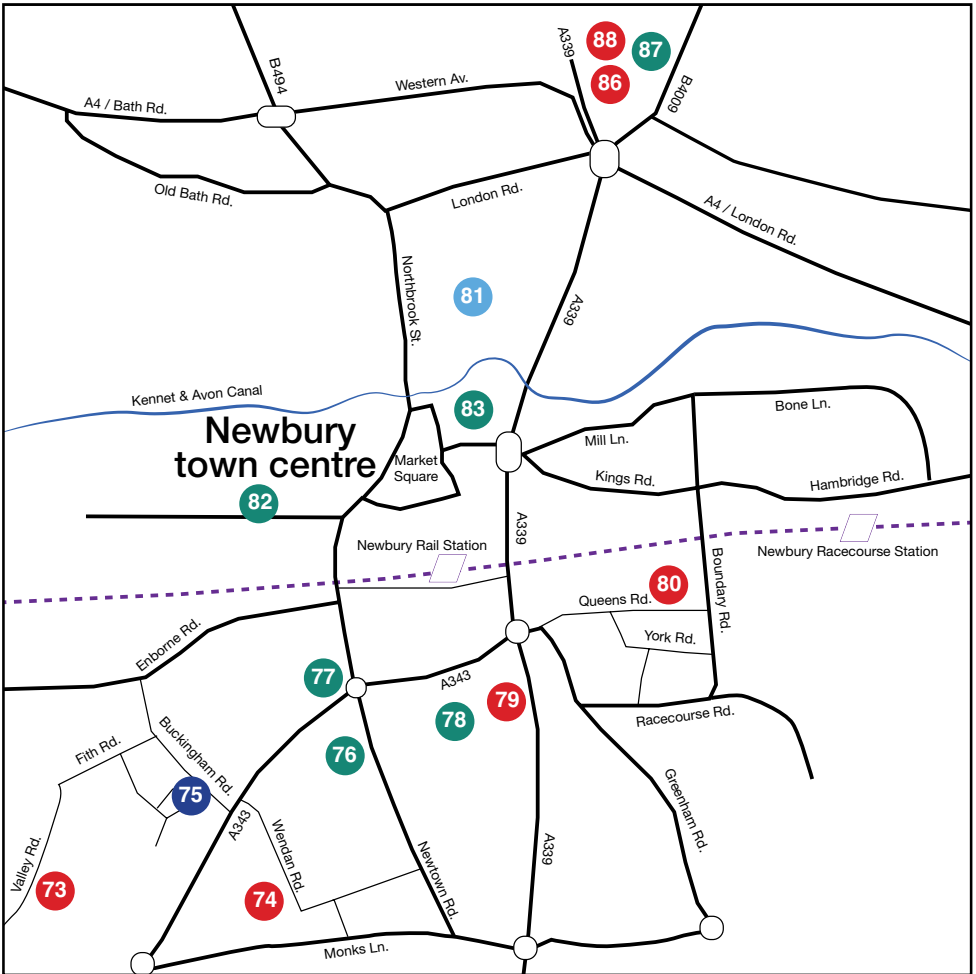 88
87
86
A339
B494
B4009
Western Av.
A4 / Bath Rd.
Old Bath Rd.
London Rd.
A4 / London Rd.
Northbrook St.
81
A339
Kennet & Avon Canal
83
Bone Ln.
Newbury
town centre
Mill Ln.
Market
Square
Kings Rd.
Hambridge Rd.
82
A339
Newbury Rail Station
Newbury Racecourse Station
Boundary Rd.
80
Queens Rd.
York Rd.
Enborne Rd.
77
A343
79
78
Racecourse Rd.
Buckingham Rd.
Fith Rd.
76
75
A343
Greenham Rd.
Wendan Rd.
A339
Newtown Rd.
Valley Rd.
73
74
Monks Ln.